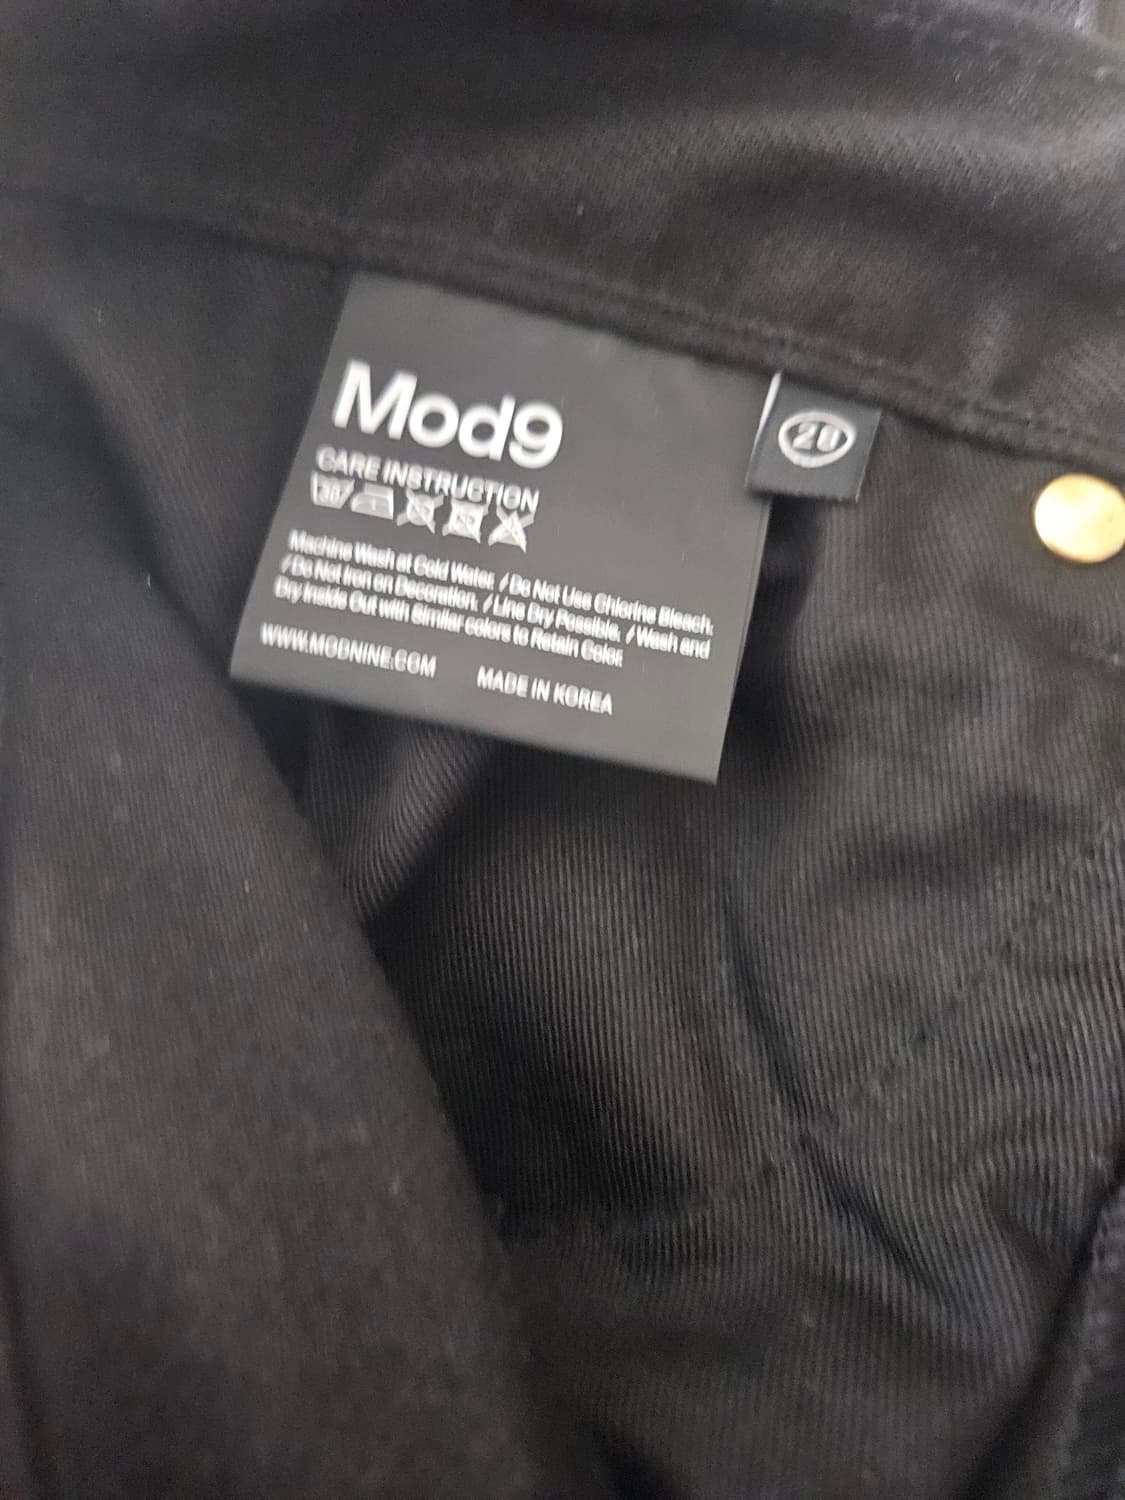 Mod9
CARE INSTRUCTION
30
Machine Wash at Cold Water. / Do Not Use Chlorine Bleach.
/ Do Not Iron on Decoration. / Line Dry Possible. / Wash and
Dry Inside Out with Similar colors to Retain Color.
WWW.MODNINE.COM MADE IN KOREA